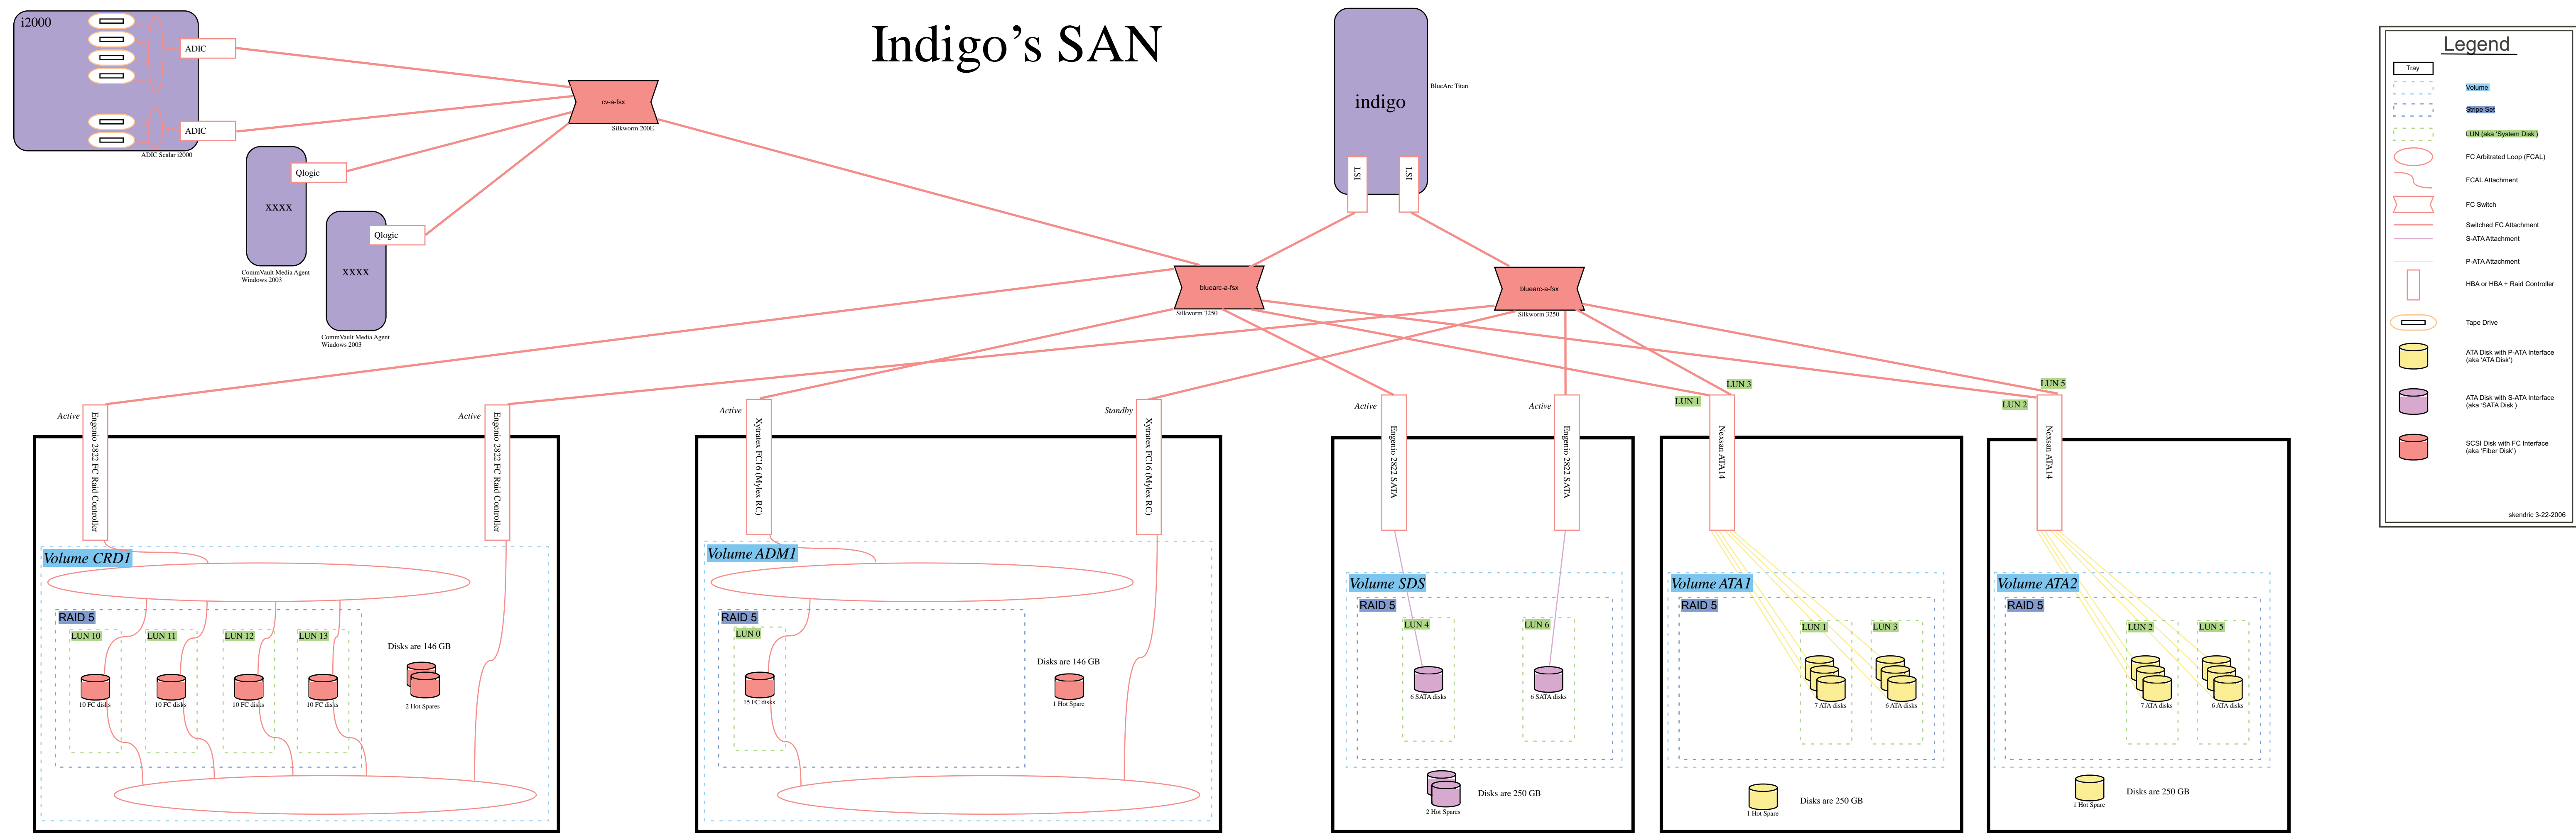 Indigo's SAN
i2000
ADIC
ADIC
ADIC Scalar i2000
cv-a-fsx
Silkworm 200E
Qlogic
xxxx
CommVault Media Agent
Windows 2003
Qlogic
xxxx
CommVault Media Agent
Windows 2003
indigo
BlueArc Titan
LSI
LSI
bluearc-a-fsx
Silkworm 3250
bluearc-a-fsx
Silkworm 3250
Active
Engenio 2822 FC Raid Controller
Active
Engenio 2822 FC Raid Controller
Volume CRD1
RAID 5
LUN 10
LUN 11
LUN 12
LUN 13
10 FC disks
10 FC disks
10 FC disks
10 FC disks
Disks are 146 GB
2 Hot Spares
Active
Xytratex FC16 (Mylex RC)
Standby
Xytratex FC16 (Mylex RC)
Volume ADM1
RAID 5
LUN 0
15 FC disks
Disks are 146 GB
1 Hot Spare
Active
Engenio 2822 SATA
Active
Engenio 2822 SATA
Volume SDS
RAID 5
LUN 4
LUN 6
6 SATA disks
6 SATA disks
2 Hot Spares
Disks are 250 GB
LUN 3
LUN 1
Nexsan ATA14
Volume ATA1
RAID 5
LUN 1
LUN 3
7 ATA disks
6 ATA disks
1 Hot Spare
Disks are 250 GB
LUN 5
LUN 2
Nexsan ATA14
Volume ATA2
RAID 5
LUN 2
LUN 5
7 ATA disks
6 ATA disks
1 Hot Spare
Disks are 250 GB
Legend
Tray
Volume
Stripe Set
LUN (aka 'System Disk')
FC Arbitrated Loop (FCAL)
FCAL Attachment
FC Switch
Switched FC Attachment
S-ATA Attachment
P-ATA Attachment
HBA or HBA + Raid Controller
Tape Drive
ATA Disk with P-ATA Interface
(aka 'ATA Disk')
ATA Disk with S-ATA Interface
(aka 'SATA Disk')
SCSI Disk with FC Interface
(aka 'Fiber Disk')
skendric 3-22-2006